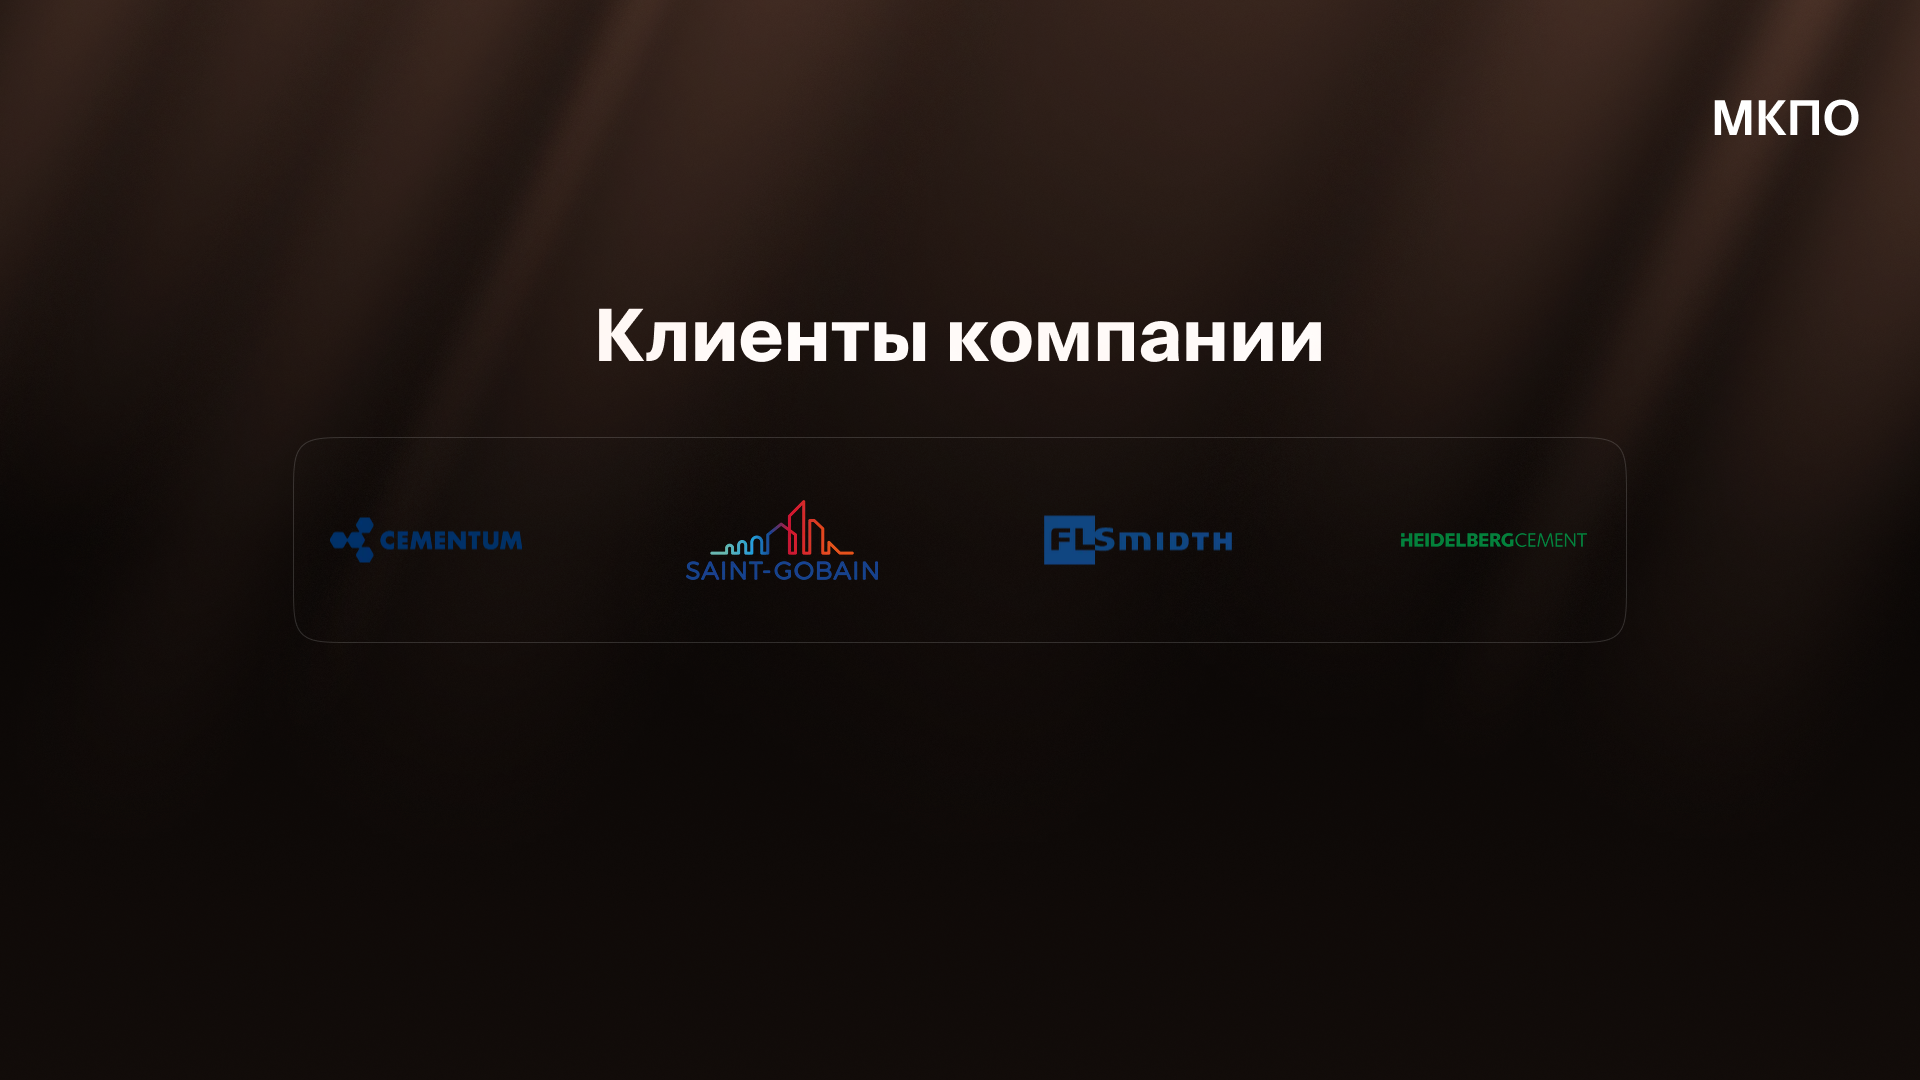 МКПО
Клиенты компании
CEMENTUM
SAINT-GOBAIN
FLSMIDTH
HEIDELBERGCEMENT